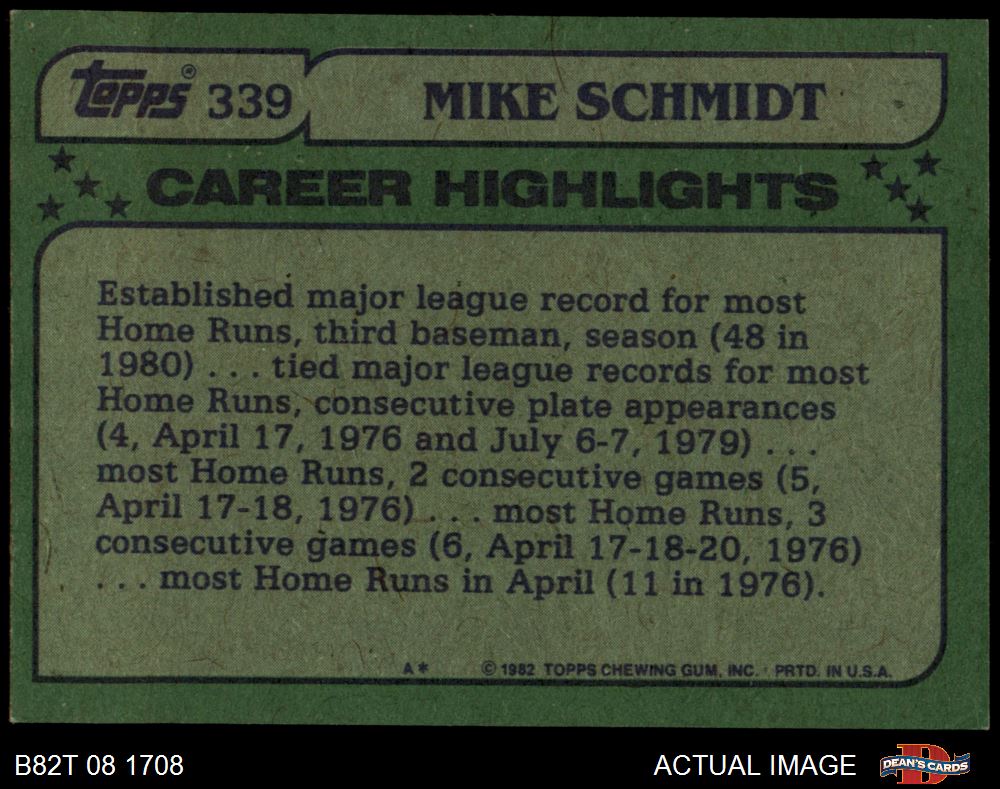 Topps® 339 MIKE SCHMIDT
CAREER HIGHLIGHTS
Established major league record for most
Home Runs, third baseman, season (48 in
1980) . . . tied major league records for most
Home Runs, consecutive plate appearances
(4, April 17, 1976 and July 6-7, 1979) . . .
most Home Runs, 2 consecutive games (5,
April 17-18, 1976) . . . most Home Runs, 3
consecutive games (6, April 17-18-20, 1976)
. . . most Home Runs in April (11 in 1976).
A* © 1982 TOPPS CHEWING GUM, INC. · PRTD. IN U.S.A.
B82T 08 1708 ACTUAL IMAGE D DEAN'S CARDS